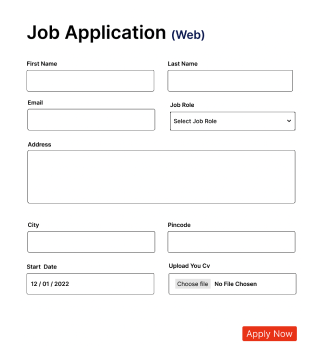 Job Application (Web)
First Name Last Name
Email Job Role
Select Job Role
Address
City Pincode
Start Date Upload You Cv
12 / 01 / 2022 Choose file No File Chosen
Apply Now